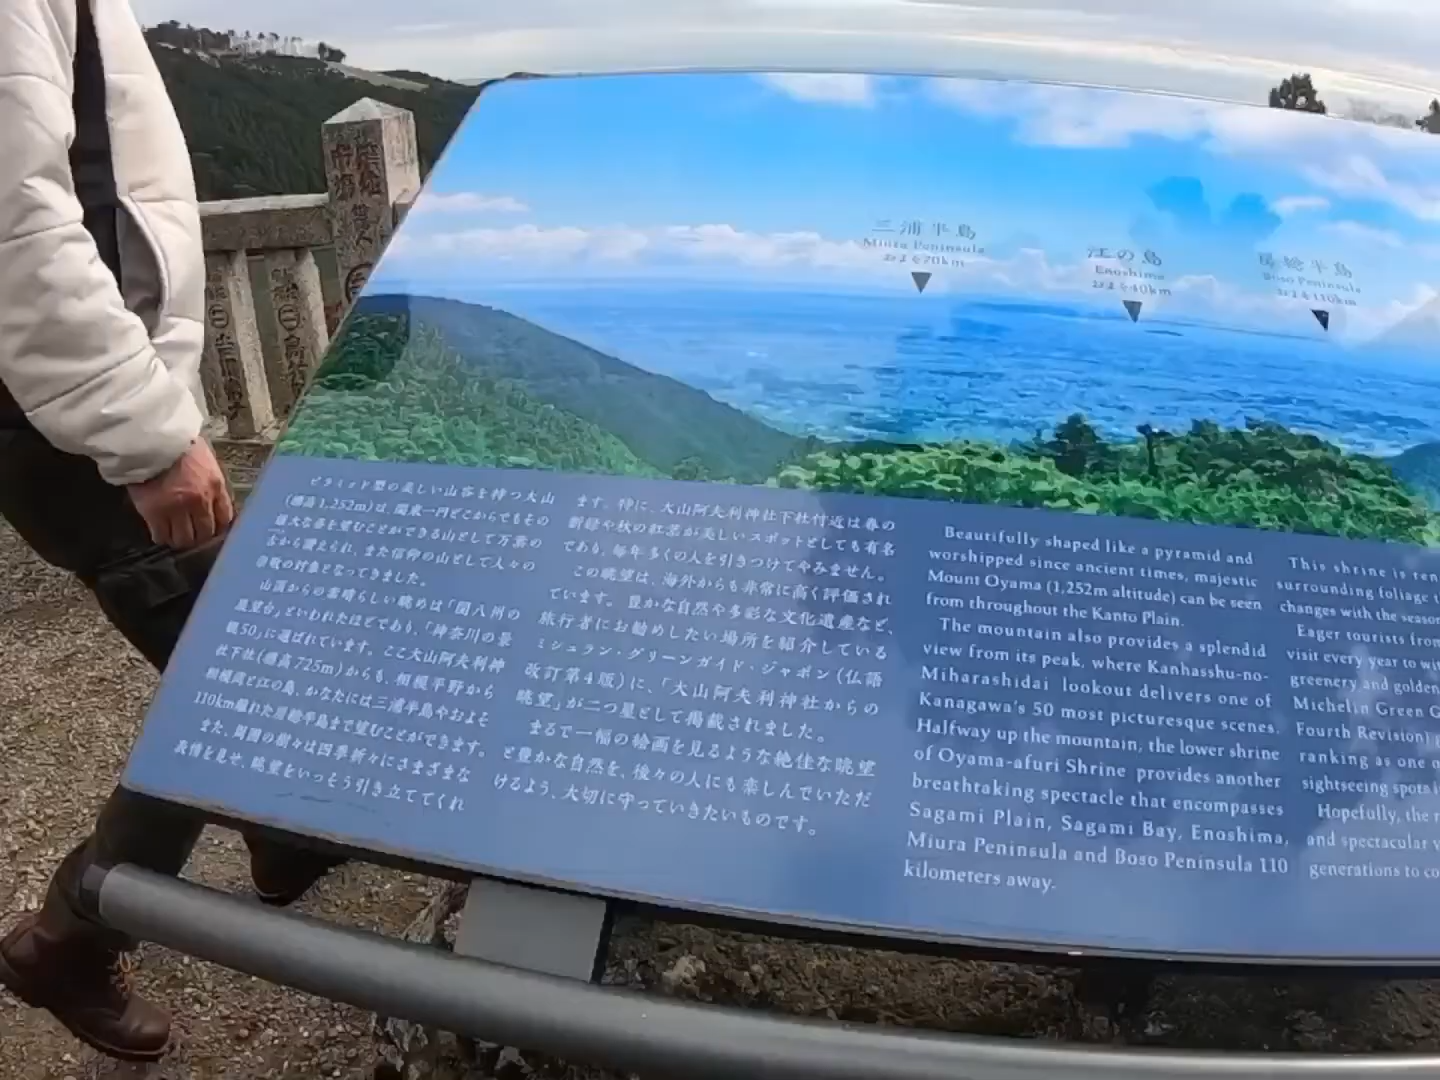 三浦半島
Miura Peninsula
およそ70km
江の島
Enoshima
およそ40km
房総半島
Boso Peninsula
およそ110km
ピラミッド型の美しい山容を持つ大山
(標高1,252m)は、関東一円どこからでもその
雄大な姿を望むことができる山として万葉の
古から讃えられ、また信仰の山として人々の
崇敬の対象となってきました。
山頂からの素晴らしい眺めは「関八州の
展望台」といわれたほどであり、「神奈川の景
観50」に選ばれています。ここ大山阿夫利神
社下社(標高725m)からも、相模平野から
相模湾と江の島、かなたには三浦半島やおよそ
110km離れた房総半島まで望むことができます。
また、周囲の樹々は四季折々にさまざまな
表情を見せ、眺望をいっそう引き立ててくれ
ます。特に、大山阿夫利神社下社付近は春の
新緑や秋の紅葉が美しいスポットとしても有名
であり、毎年多くの人を引きつけてやみません。
この眺望は、海外からも非常に高く評価され
ています。豊かな自然や多彩な文化遺産など、
旅行者にお勧めしたい場所を紹介している
ミシュラン・グリーンガイド・ジャポン(仏語
改訂第4版)に、「大山阿夫利神社からの
眺望」が二つ星として掲載されました。
まるで一幅の絵画を見るような絶佳な眺望
と豊かな自然を、後々の人にも楽しんでいただ
けるよう、大切に守っていきたいものです。
Beautifully shaped like a pyramid and
worshipped since ancient times, majestic
Mount Oyama (1,252m altitude) can be seen
from throughout the Kanto Plain.
The mountain also provides a splendid
view from its peak, where Kanhasshu-no-
Miharashidai lookout delivers one of
Kanagawa's 50 most picturesque scenes.
Halfway up the mountain, the lower shrine
of Oyama-afuri Shrine provides another
breathtaking spectacle that encompasses
Sagami Plain, Sagami Bay, Enoshima,
Miura Peninsula and Boso Peninsula 110
kilometers away.
This shrine is
surrounding foliage
changes with the
Eager tourists from
visit every year to
greenery and golden
Michelin Green
Fourth Revision)
ranking as one
sightseeing spots
Hopefully, the
and spectacular
generations to